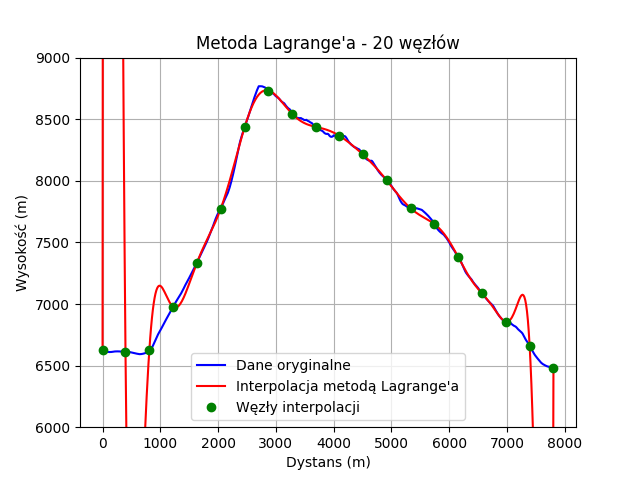 Metoda Lagrange'a - 20 węzłów
9000
8500
8000
7500
7000
6500
6000
Wysokość (m)
Dane oryginalne
Interpolacja metodą Lagrange'a
Węzły interpolacji
0 1000 2000 3000 4000 5000 6000 7000 8000
Dystans (m)